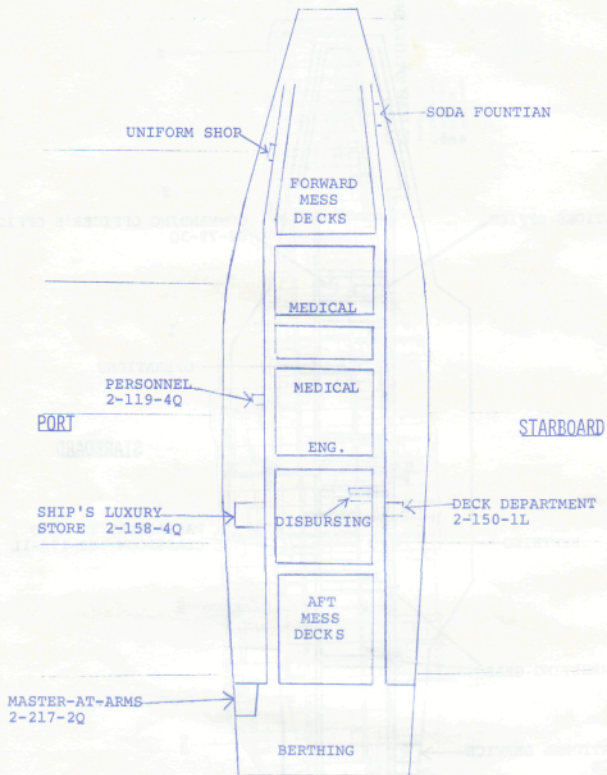 SODA FOUNTIAN
UNIFORM SHOP
FORWARD
MESS
DECKS
MEDICAL
PERSONNEL
2-119-4Q
MEDICAL
PORT
STARBOARD
ENG.
SHIP'S LUXURY
STORE 2-158-4Q
DISBURSING
DECK DEPARTMENT
2-150-1L
AFT
MESS
DECKS
MASTER-AT-ARMS
2-217-2Q
BERTHING